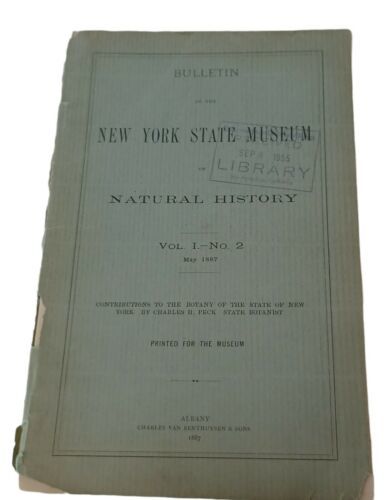 BULLETIN
OF THE
NEW YORK STATE MUSEUM
OF
NATURAL HISTORY
SEP 1955
LIBRARY
VOL. I.—NO. 2
MAY 1887
CONTRIBUTIONS TO THE BOTANY OF THE STATE OF NEW
YORK BY CHARLES H. PECK STATE BOTANIST
PRINTED FOR THE MUSEUM
ALBANY
CHARLES VAN BENTHUYSEN & SONS
1887